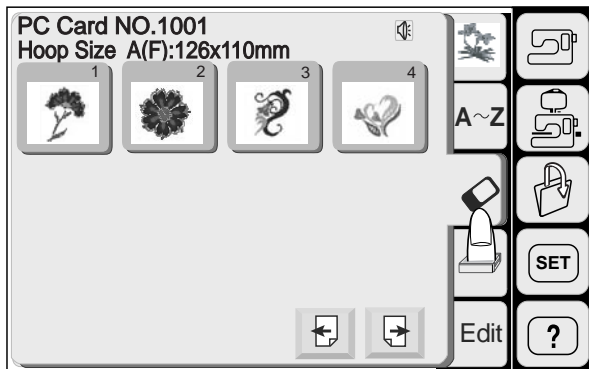 PC Card NO.1001
Hoop Size A(F):126x110mm
1 2 3 4
A~Z
SET
Edit
?